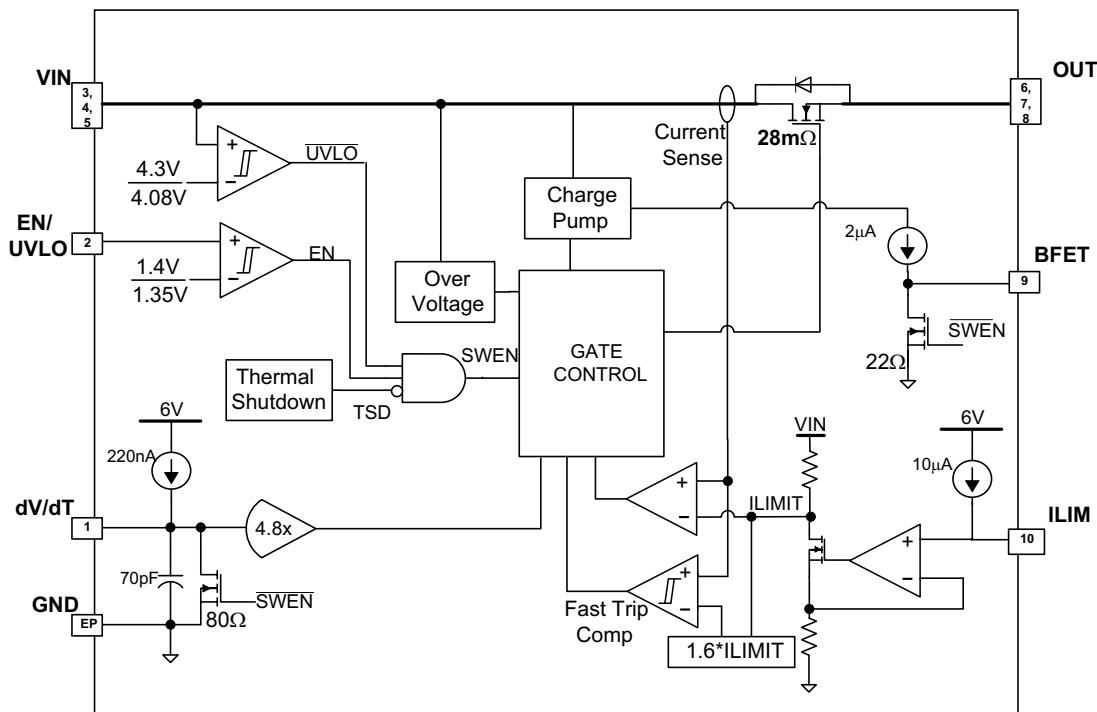 VIN
3,
4,
5
OUT
6,
7,
8
Current
Sense
28mΩ
+
UVLO
4.3V
4.08V
−
Charge
Pump
EN/
UVLO
2
+
EN
1.4V
1.35V
−
2µA
BFET
9
Over
Voltage
SWEN
22Ω
SWEN
GATE
CONTROL
Thermal
Shutdown
TSD
6V
220nA
VIN
6V
10µA
dV/dT
1
4.8x
+
−
ILIMIT
ILIM
10
+
−
70pF
SWEN
80Ω
GND
EP
Fast Trip
Comp
+
−
1.6*ILIMIT